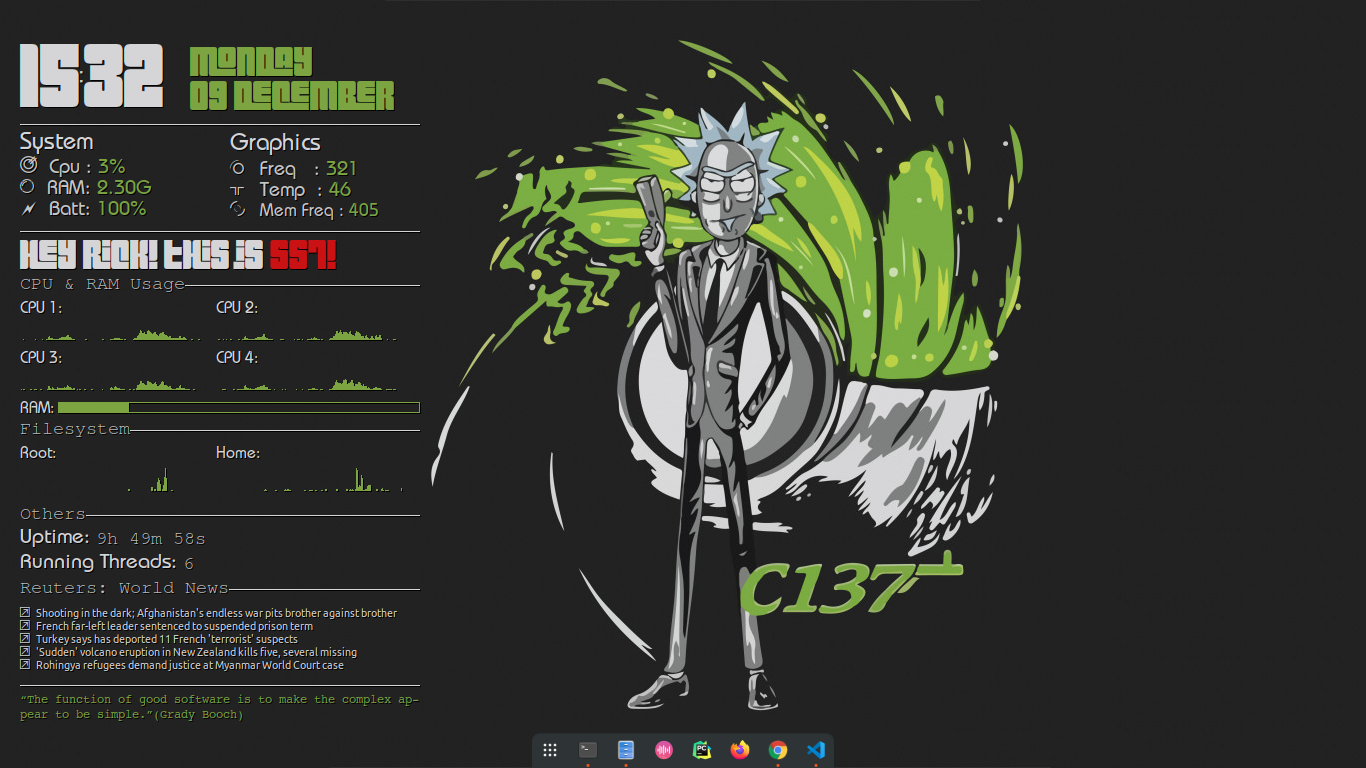 15:32
MONDAY
09 DECEMBER
System
Graphics
Cpu : 3%
Freq : 321
RAM: 2.30G
Temp : 46
Batt: 100%
Mem Freq : 405
HEY RICK! THIS IS SS7!
CPU & RAM Usage
CPU 1:
CPU 2:
CPU 3:
CPU 4:
RAM:
Filesystem
Root:
Home:
Others
Uptime: 9h 49m 58s
Running Threads: 6
Reuters: World News
Shooting in the dark; Afghanistan's endless war pits brother against brother
French far-left leader sentenced to suspended prison term
Turkey says has deported 11 French 'terrorist' suspects
'Sudden' volcano eruption in New Zealand kills five, several missing
Rohingya refugees demand justice at Myanmar World Court case
“The function of good software is to make the complex ap-
pear to be simple.”(Grady Booch)
C137
PC